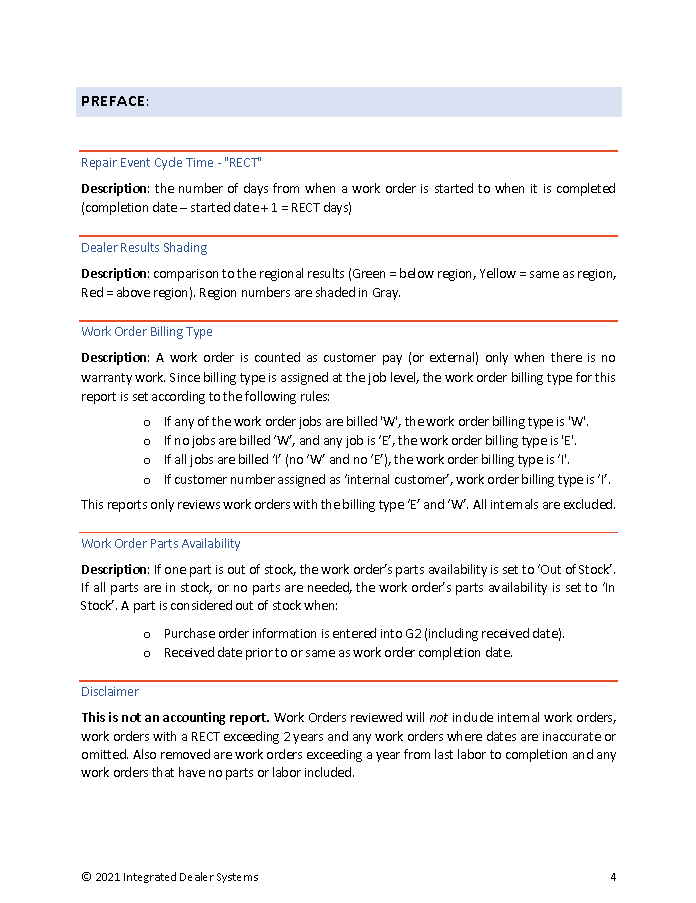 PREFACE:
Repair Event Cycle Time - "RECT"
Description: the number of days from when a work order is started to when it is completed
(completion date – started date + 1 = RECT days)
Dealer Results Shading
Description: comparison to the regional results (Green = below region, Yellow = same as region,
Red = above region). Region numbers are shaded in Gray.
Work Order Billing Type
Description: A work order is counted as customer pay (or external) only when there is no
warranty work. Since billing type is assigned at the job level, the work order billing type for this
report is set according to the following rules:
o If any of the work order jobs are billed 'W', the work order billing type is 'W'.
o If no jobs are billed ‘W’, and any job is ‘E’, the work order billing type is 'E'.
o If all jobs are billed ‘I’ (no ‘W’ and no ‘E’), the work order billing type is ‘I'.
o If customer number assigned as ‘internal customer’, work order billing type is ‘I’.
This reports only reviews work orders with the billing type ‘E’ and ‘W’. All internals are excluded.
Work Order Parts Availability
Description: If one part is out of stock, the work order’s parts availability is set to ‘Out of Stock’.
If all parts are in stock, or no parts are needed, the work order’s parts availability is set to ‘In
Stock’. A part is considered out of stock when:
o Purchase order information is entered into G2 (including received date).
o Received date prior to or same as work order completion date.
Disclaimer
This is not an accounting report. Work Orders reviewed will not include internal work orders,
work orders with a RECT exceeding 2 years and any work orders where dates are inaccurate or
omitted. Also removed are work orders exceeding a year from last labor to completion and any
work orders that have no parts or labor included.
© 2021 Integrated Dealer Systems 4